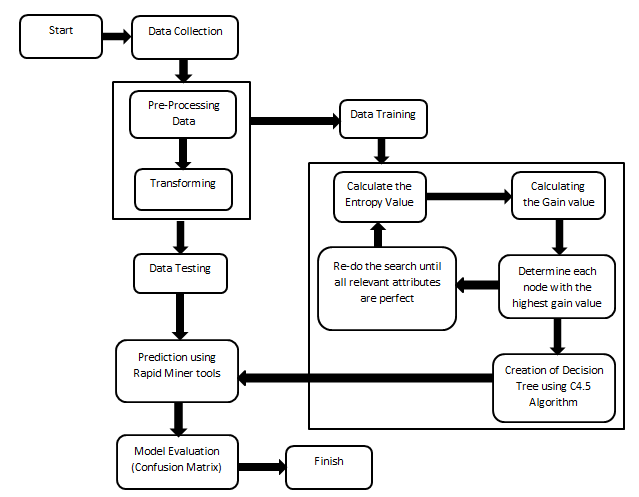 Start
Data Collection
Pre-Processing
Data
Data Training
Transforming
Calculate the
Entropy Value
Calculating
the Gain value
Data Testing
Re-do the search until
all relevant attributes
are perfect
Determine each
node with the
highest gain value
Prediction using
Rapid Miner tools
Creation of Decision
Tree using C4.5
Algorithm
Model Evaluation
(Confusion Matrix)
Finish